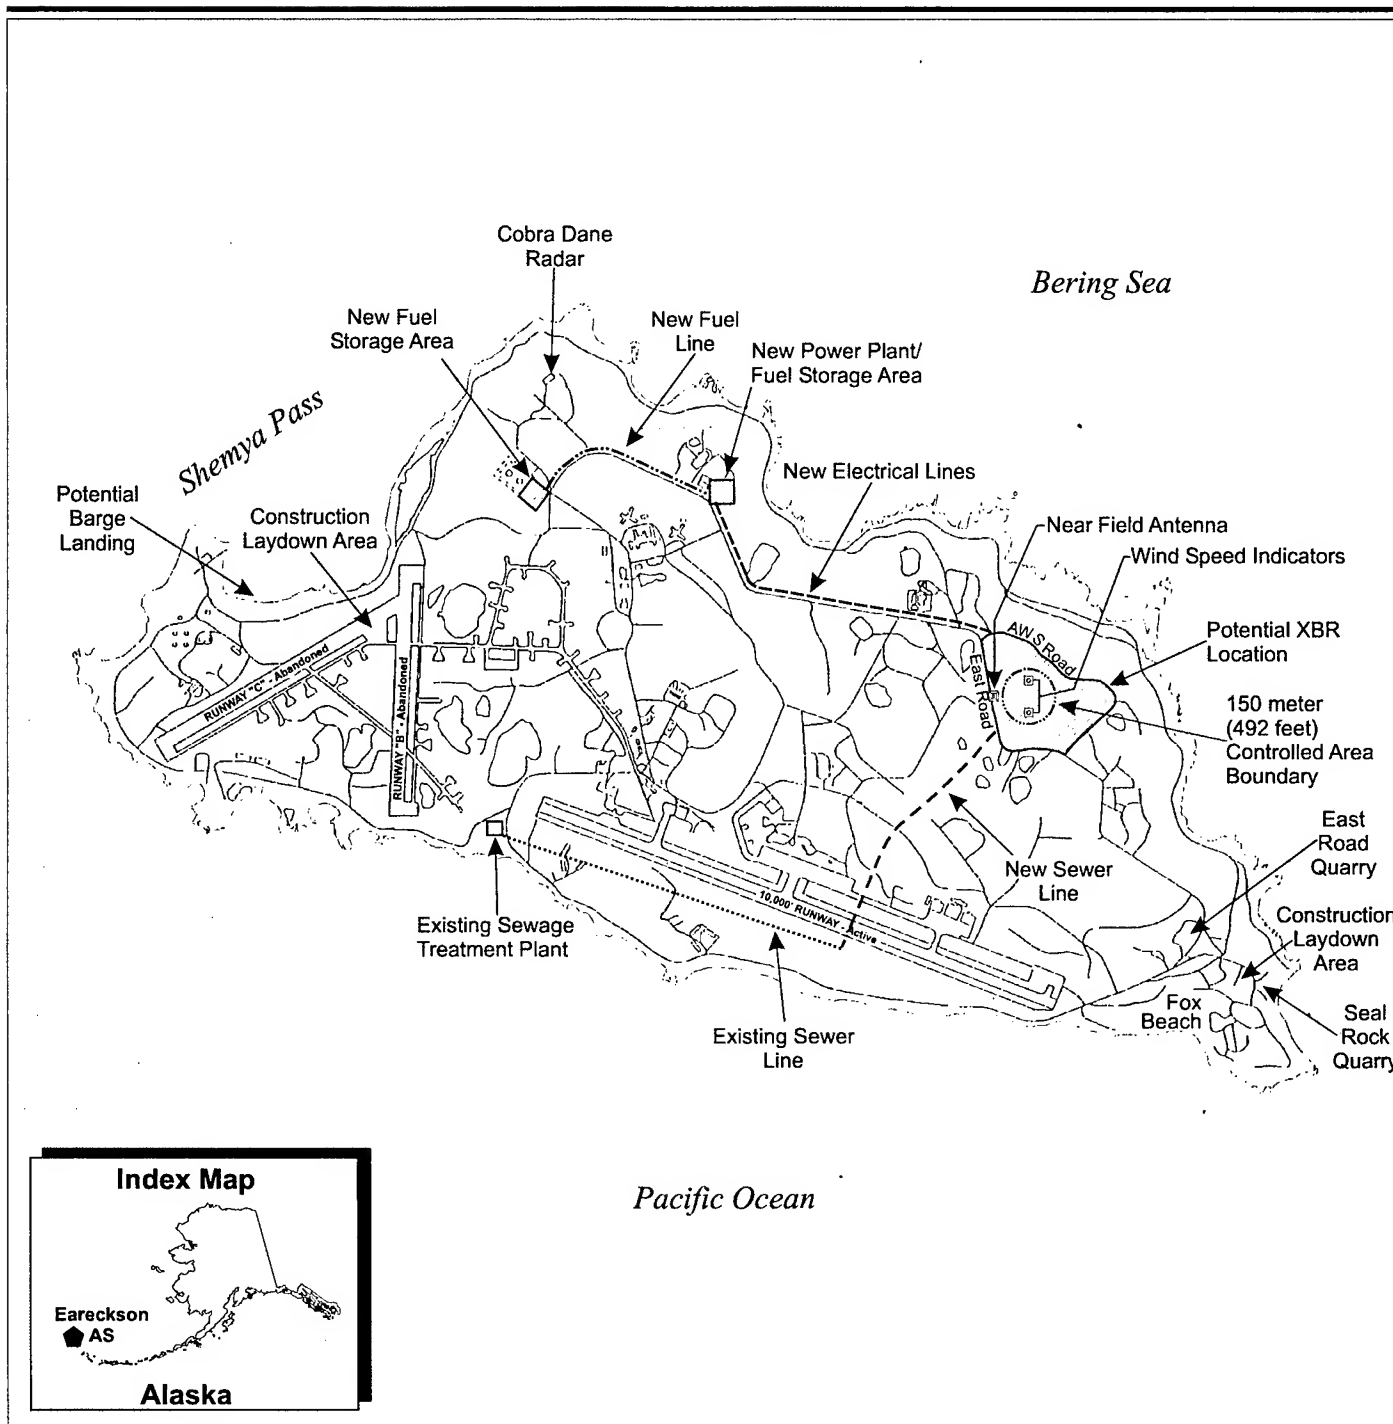 Cobra Dane
Radar
Bering Sea
New Fuel
Storage Area
New Fuel
Line
New Power Plant/
Fuel Storage Area
Shemya Pass
New Electrical Lines
Potential
Barge
Landing
Construction
Laydown Area
Near Field Antenna
Wind Speed Indicators
AWS Road
Potential XBR
Location
East Road
RUNWAY "C" - Abandoned
RUNWAY "B" - Abandoned
150 meter
(492 feet)
Controlled Area
Boundary
East
Road
Quarry
New Sewer
Line
10,000' RUNWAY - Active
Existing Sewage
Treatment Plant
Construction
Laydown
Area
Fox
Beach
Seal
Rock
Quarry
Existing Sewer
Line
Index Map
Pacific Ocean
Eareckson
AS
Alaska